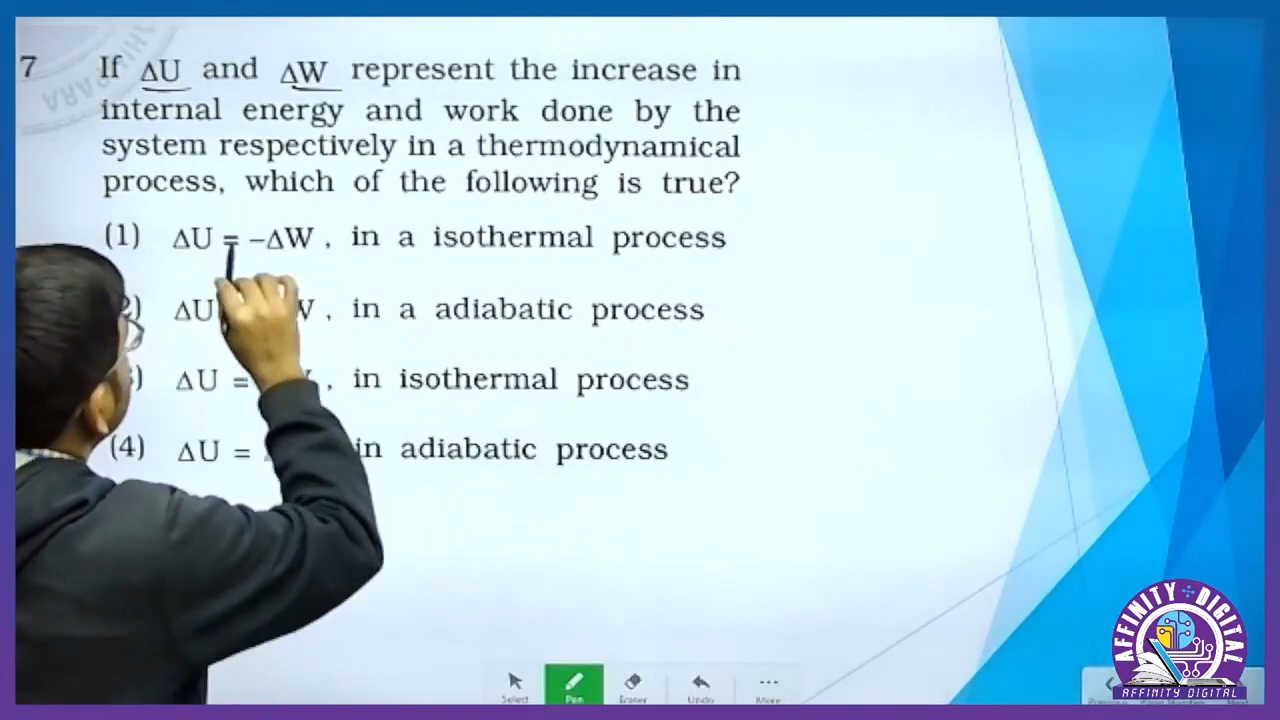 7 If ΔU and ΔW represent the increase in
internal energy and work done by the
system respectively in a thermodynamical
process, which of the following is true?
(1) ΔU = –ΔW, in a isothermal process
ΔU W, in a adiabatic process
ΔU = , in isothermal process
(4) ΔU = in adiabatic process
Select Pen Eraser Undo More
AFFINITY DIGITAL
AFFINITY DIGITAL